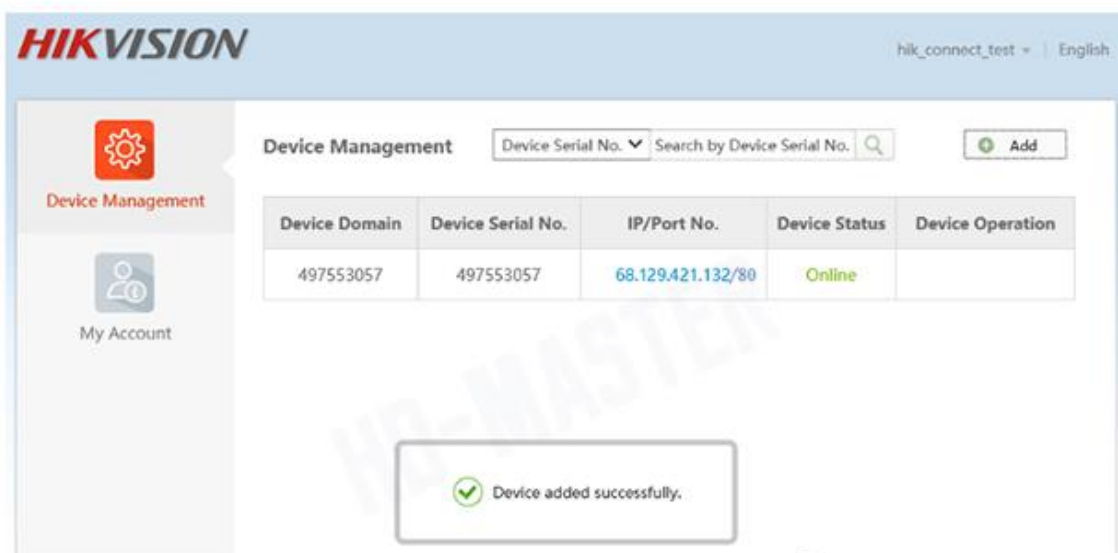 HIKVISION
hik_connect_test | English
Device Management
Device Management Device Serial No. Search by Device Serial No. Add
Device Domain Device Serial No. IP/Port No. Device Status Device Operation
497553057 497553057 68.129.421.132/80 Online
My Account
HD-MASTER
Device added successfully.